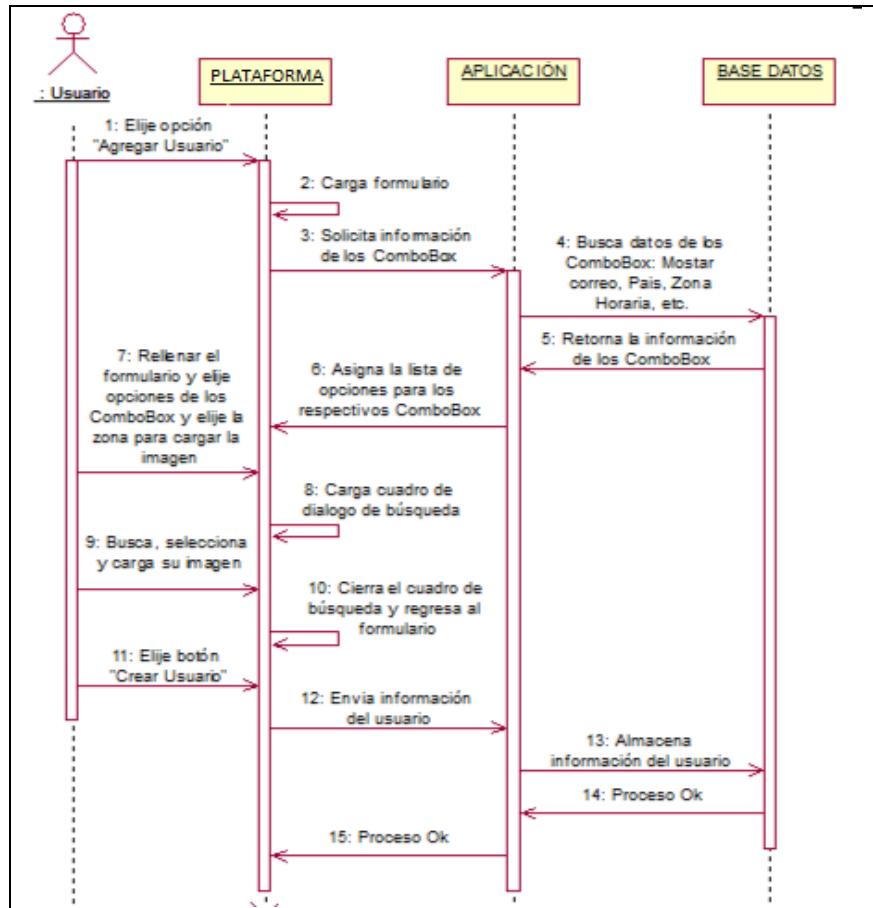 : Usuario
PLATAFORMA
APLICACIÓN
BASE DATOS
1: Elije opción
"Agregar Usuario"
2: Carga formulario
3: Solicita información
de los ComboBox
4: Busca datos de los
ComboBox: Mostar
correo, Pais, Zona
Horaria, etc.
5: Retorna la información
de los ComboBox
6: Asigna la lista de
opciones para los
respectivos ComboBox
7: Rellenar el
formulario y elije
opciones de los
ComboBox y elije la
zona para cargar la
imagen
8: Carga cuadro de
dialogo de búsqueda
9: Busca, selecciona
y carga su imagen
10: Cierra el cuadro de
búsqueda y regresa al
formulario
11: Elije botón
"Crear Usuario"
12: Envia información
del usuario
13: Almacena
información del usuario
14: Proceso Ok
15: Proceso Ok